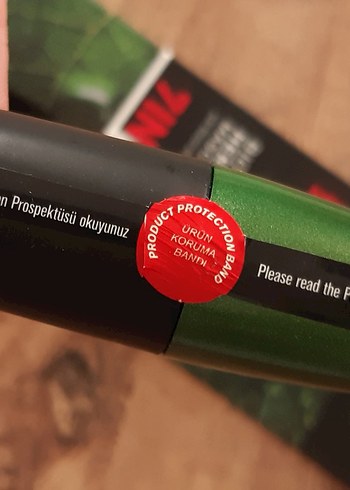 n Prospektüsü okuyunuz
PRODUCT PROTECTION BAND
ÜRÜN
KORUMA
BANDI
Please read the P